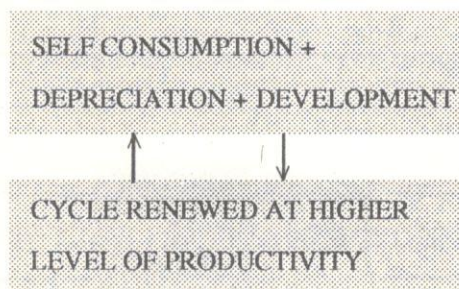 SELF CONSUMPTION +
DEPRECIATION + DEVELOPMENT
CYCLE RENEWED AT HIGHER
LEVEL OF PRODUCTIVITY